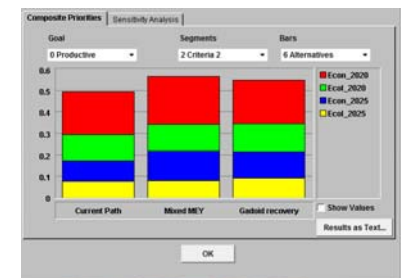 Composite Priorities Sensitivity Analysis
Goal Segments Bars
0 Productive 2 Criteria 2 6 Alternatives
0.6
0.5
0.4
0.3
0.2
0.1
0
Econ_2020
Ecol_2020
Econ_2025
Ecol_2025
Current Path Mixed MEY Gadoid recovery
Show Values
Results as Text...
OK